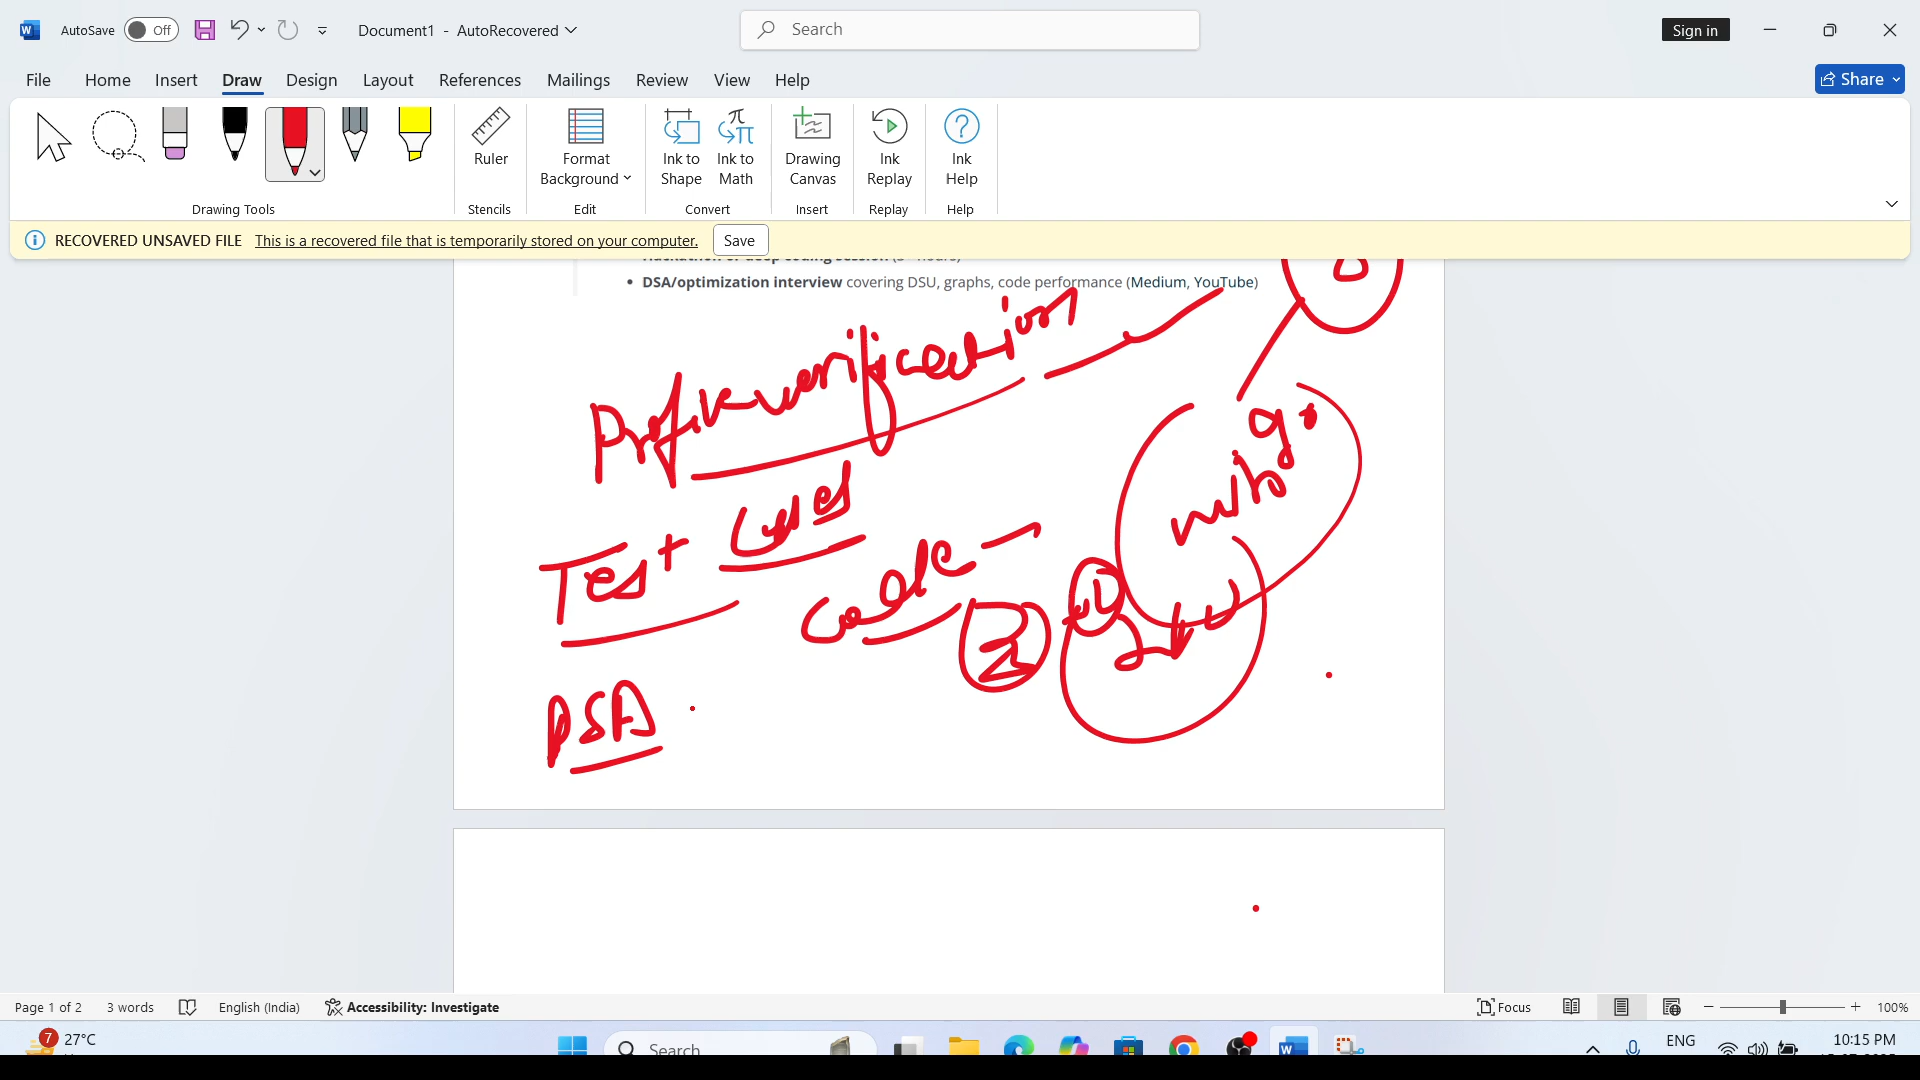 AutoSave Off Document1 - AutoRecovered Search Sign in
File Home Insert Draw Design Layout References Mailings Review View Help Share
Ruler Format Background Ink to Shape Ink to Math Drawing Canvas Ink Replay Ink Help
Drawing Tools Stencils Edit Convert Insert Replay Help
RECOVERED UNSAVED FILE This is a recovered file that is temporarily stored on your computer. Save
• DSA/optimization interview covering DSU, graphs, code performance (Medium, YouTube)
Profile verification
Test Cases
Code
2
DSA
Page 1 of 2 3 words English (India) Accessibility: Investigate Focus 100%
7 27°C Search ENG 10:15 PM